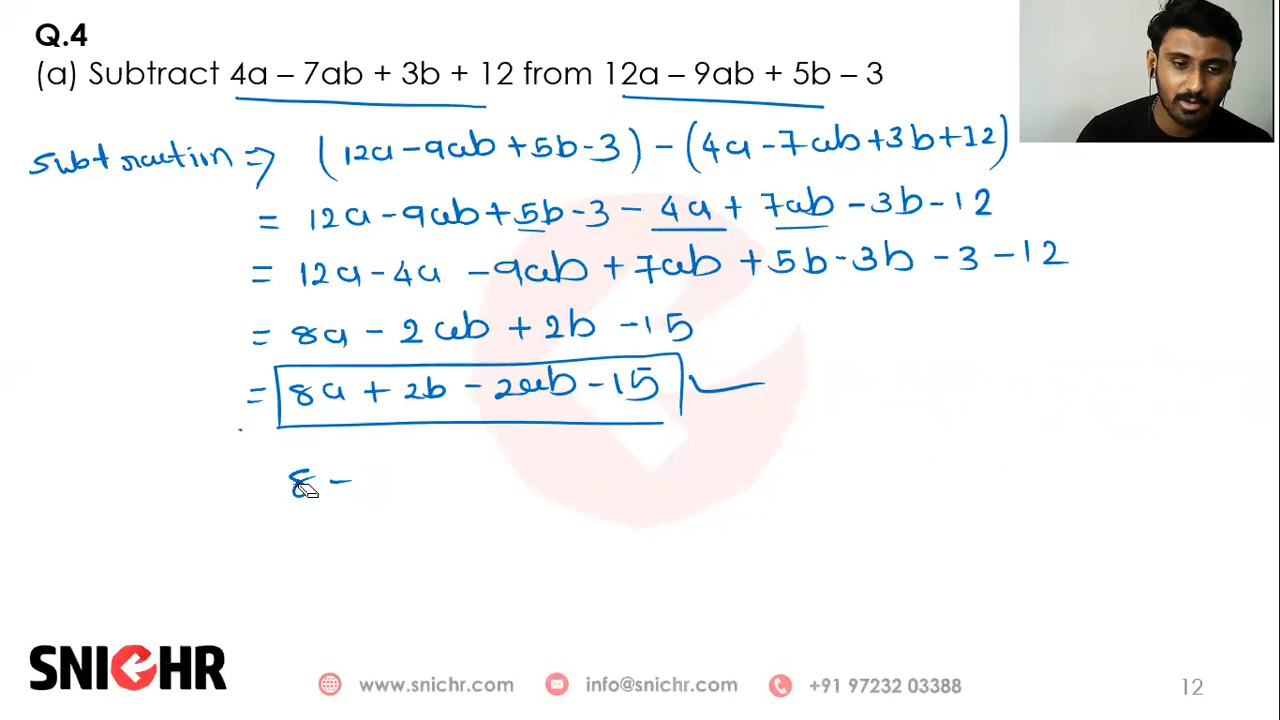 Q.4
(a) Subtract 4a – 7ab + 3b + 12 from 12a – 9ab + 5b – 3
subtraction ⇒ (12a - 9ab + 5b - 3) - (4a - 7ab + 3b + 12)
= 12a - 9ab + 5b - 3 - 4a + 7ab - 3b - 12
= 12a - 4a - 9ab + 7ab + 5b - 3b - 3 - 12
= 8a - 2ab + 2b - 15
= 8a + 2b - 2ab - 15
8 -
SNICHR www.snichr.com info@snichr.com +91 97232 03388 12